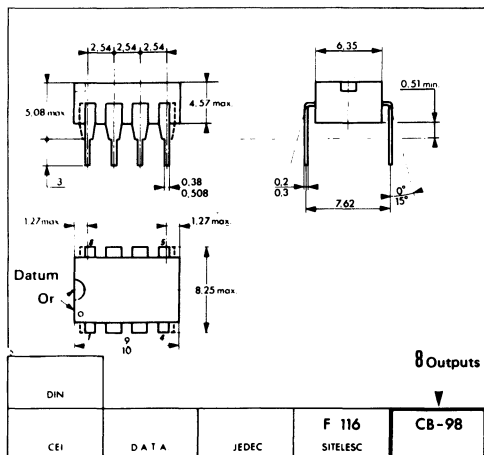 2,54 2,54 2,54
6,35
5,08 max.
4,57 max.
0,51 min.
3
0,38
0,508
0,2
0,3
7,62
0°
15°
1,27 max
1,27 max.
8
5
Datum
Or
8,25 max.
1
4
9
10
8 Outputs
DIN
F 116
CB-98
CEI
DATA
JEDEC
SITELESC